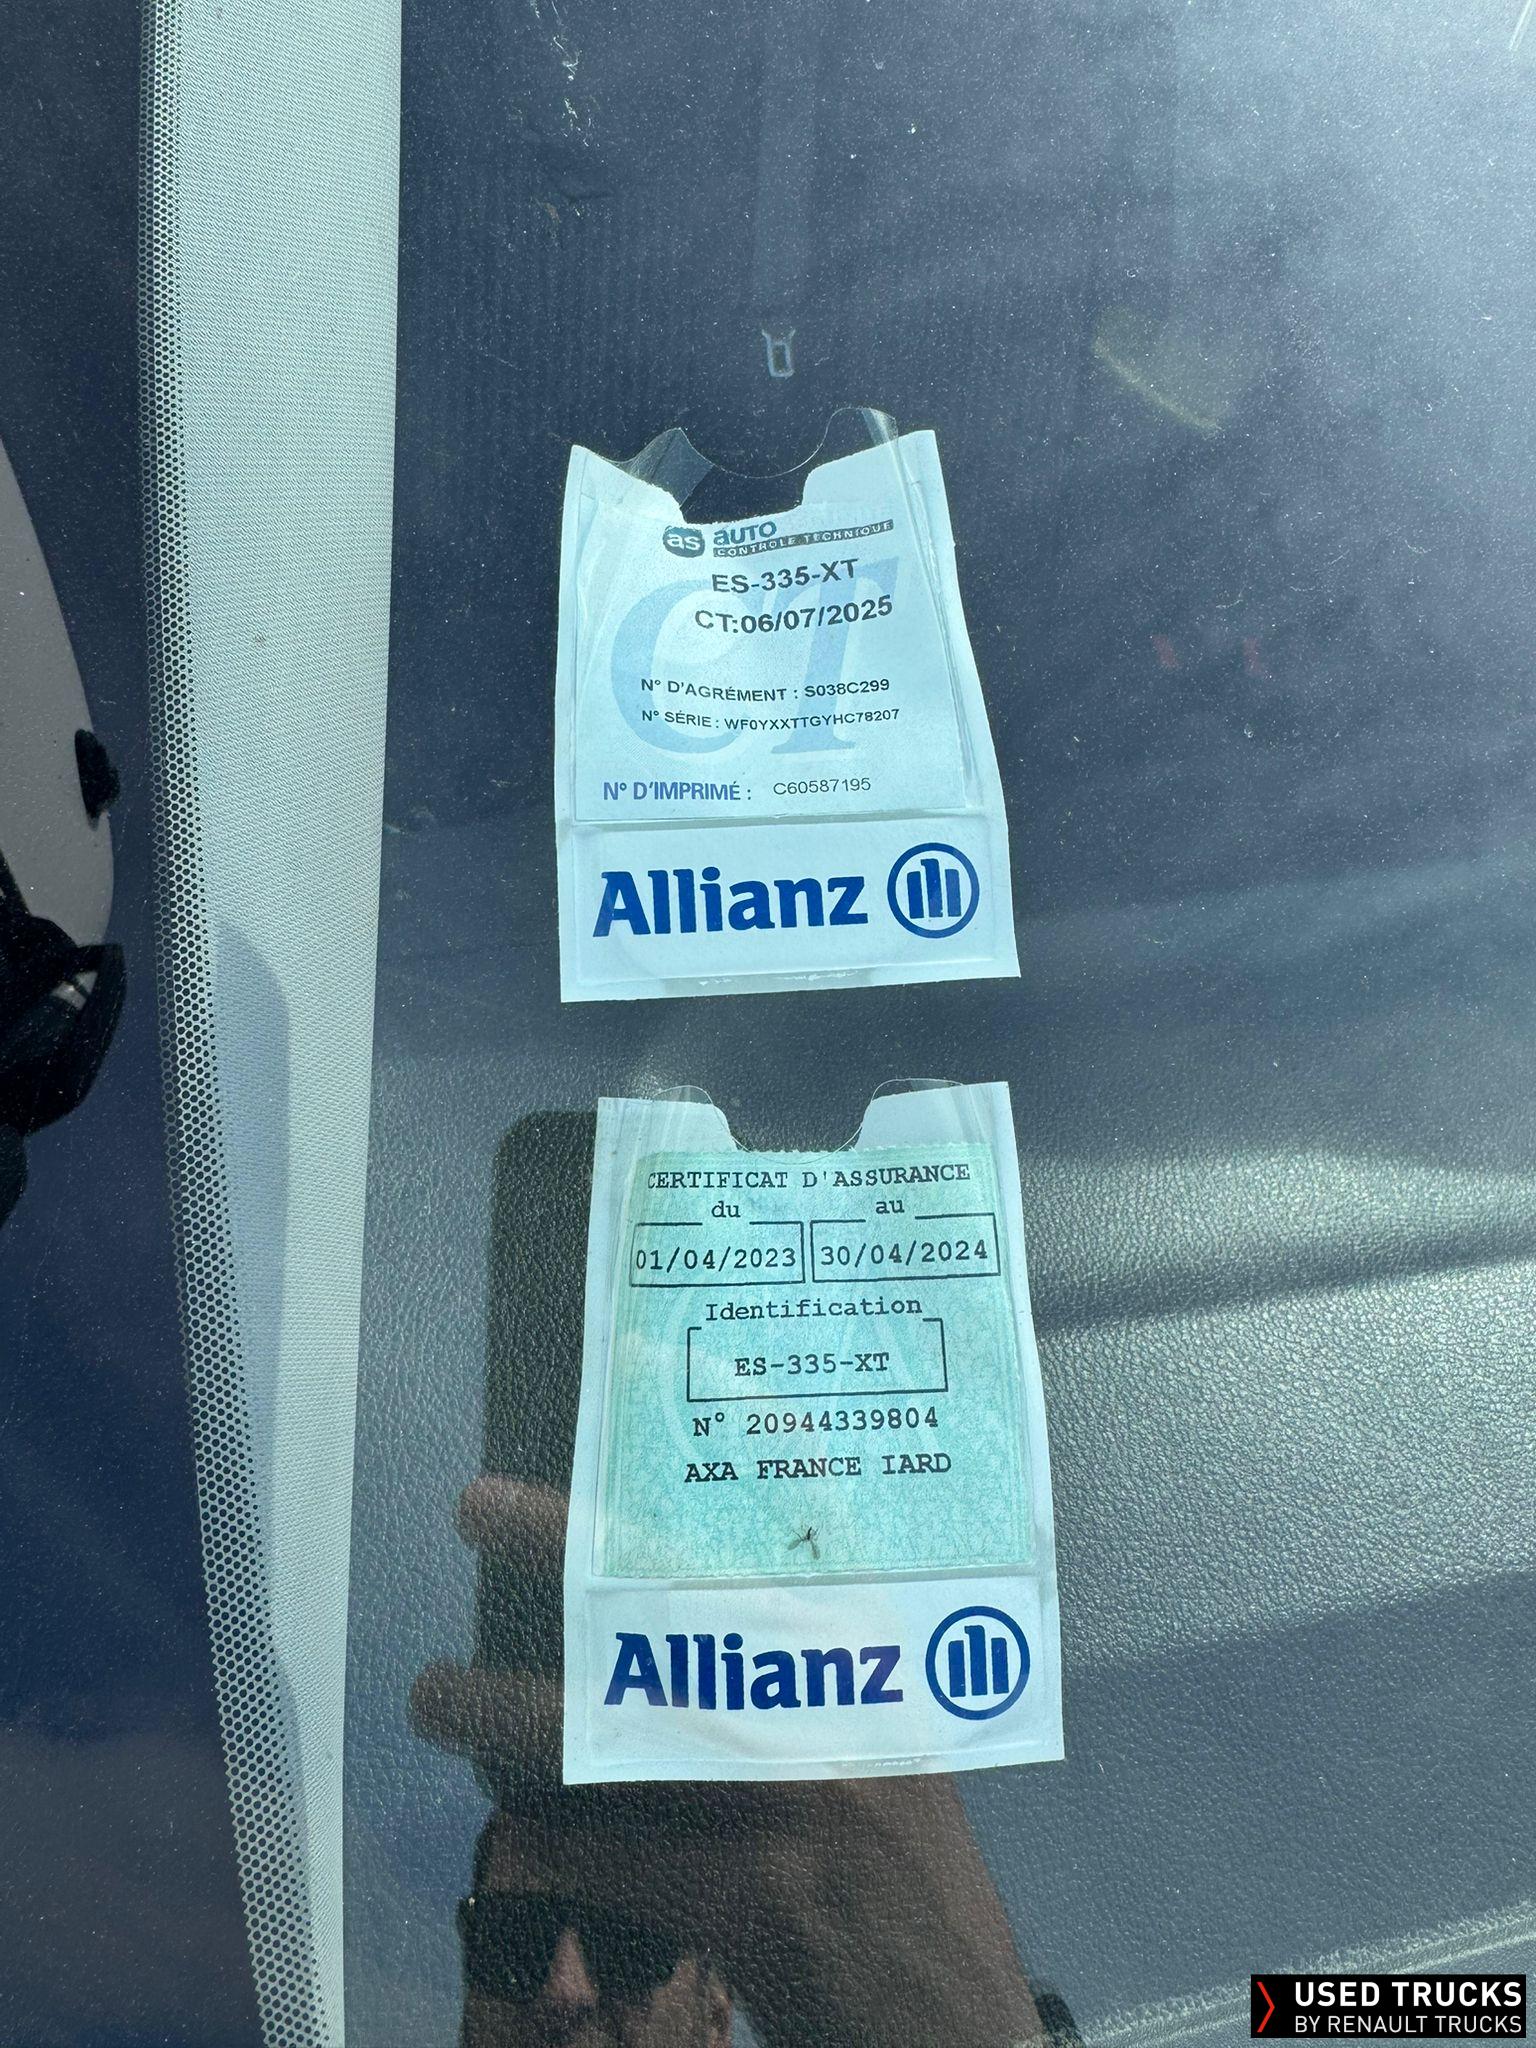 as AUTO
CONTROLE TECHNIQUE
ES-335-XT
CT:06/07/2025
N° D'AGRÉMENT : S038C299
N° SÉRIE : WF0YXXTTGYHC78207
N° D'IMPRIMÉ : C60587195
Allianz
CERTIFICAT D'ASSURANCE
du au
01/04/2023 30/04/2024
Identification
ES-335-XT
N° 20944339804
AXA FRANCE IARD
Allianz
USED TRUCKS
BY RENAULT TRUCKS